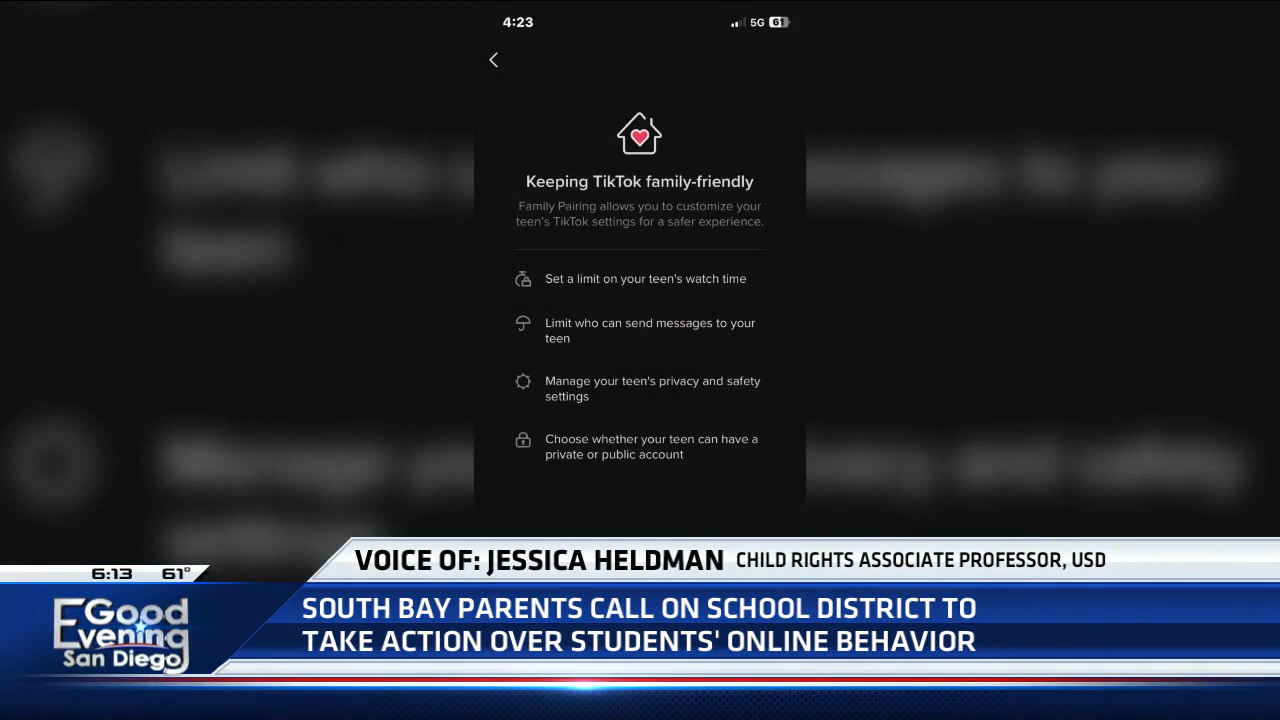 4:23
5G 61
Keeping TikTok family-friendly
Family Pairing allows you to customize your
teen's TikTok settings for a safer experience.
Set a limit on your teen's watch time
Limit who can send messages to your
teen
Manage your teen's privacy and safety
settings
Choose whether your teen can have a
private or public account
VOICE OF: JESSICA HELDMAN CHILD RIGHTS ASSOCIATE PROFESSOR, USD
6:13 61°
SOUTH BAY PARENTS CALL ON SCHOOL DISTRICT TO
TAKE ACTION OVER STUDENTS' ONLINE BEHAVIOR
Good
Evening
San Diego